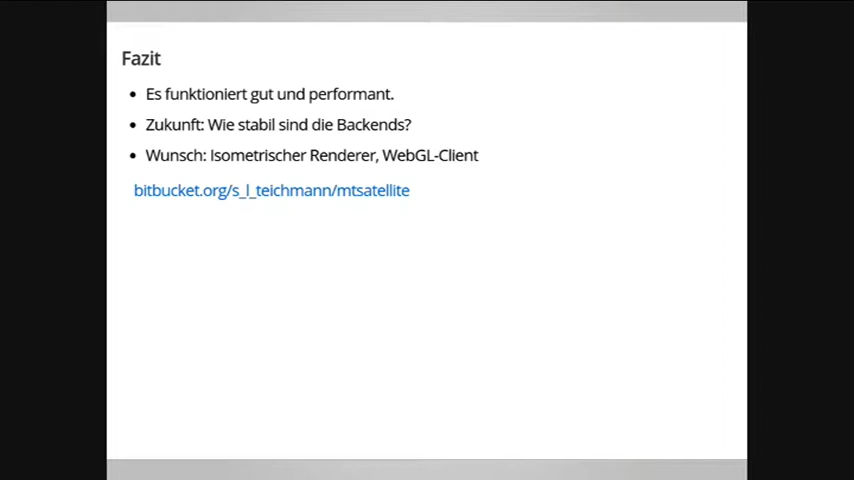 Fazit
Es funktioniert gut und performant.
Zukunft: Wie stabil sind die Backends?
Wunsch: Isometrischer Renderer, WebGL-Client
bitbucket.org/s_l_teichmann/mtsatellite